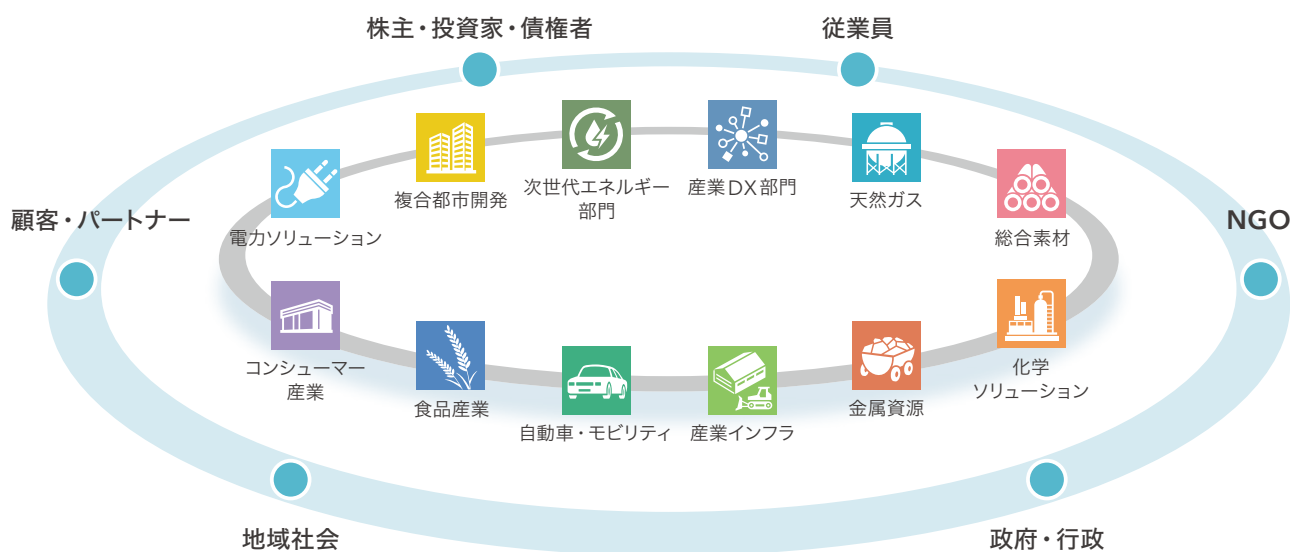 株主・投資家・債権者
従業員
顧客・パートナー
NGO
電力ソリューション
複合都市開発
次世代エネルギー
部門
産業DX部門
天然ガス
総合素材
コンシューマー
産業
食品産業
自動車・モビリティ
産業インフラ
金属資源
化学
ソリューション
地域社会
政府・行政